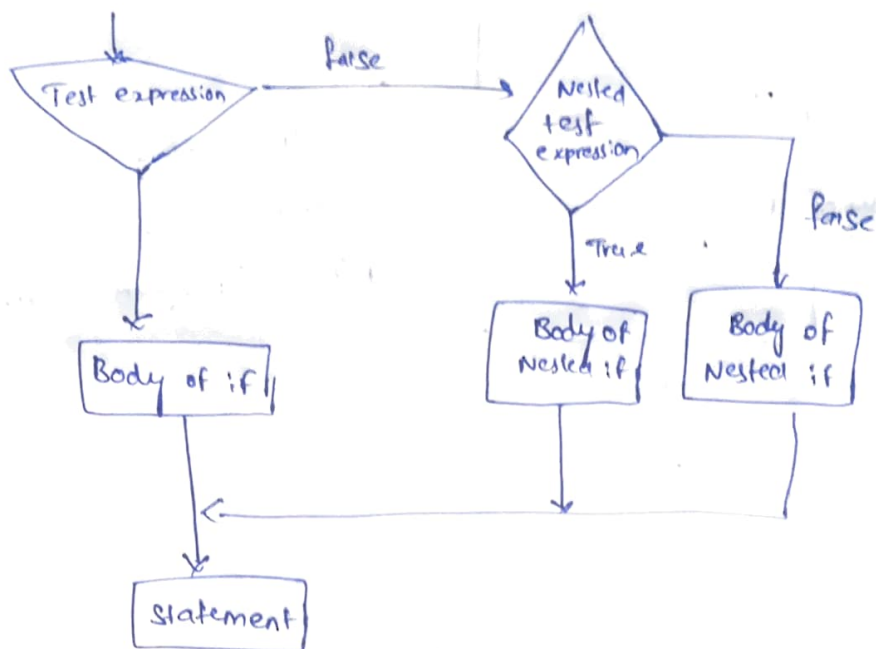 false
Test expression
Nested
test
expression
false
True
Body of
Nested if
Body of
Nested if
Body of if
statement